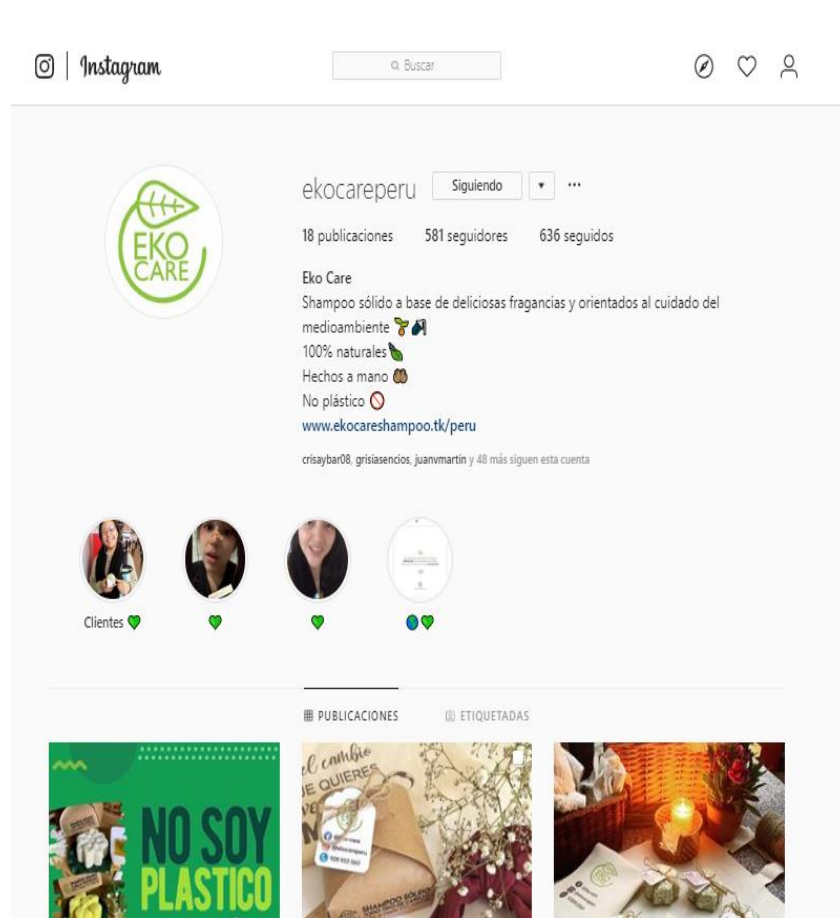 Instagram
Buscar
EKO
CARE
ekocareperu Siguiendo ▾ ···
18 publicaciones 581 seguidores 636 seguidos
Eko Care
Shampoo sólido a base de deliciosas fragancias y orientados al cuidado del
medioambiente
100% naturales
Hechos a mano
No plástico
www.ekocareshampoo.tk/peru
crisaybar08, grisiasencios, juanvmartin y 48 más siguen esta cuenta
Clientes
PUBLICACIONES ETIQUETADAS
NO SOY
PLASTICO
el cambio
QUIERES
SHAMPOO SÓLIDO